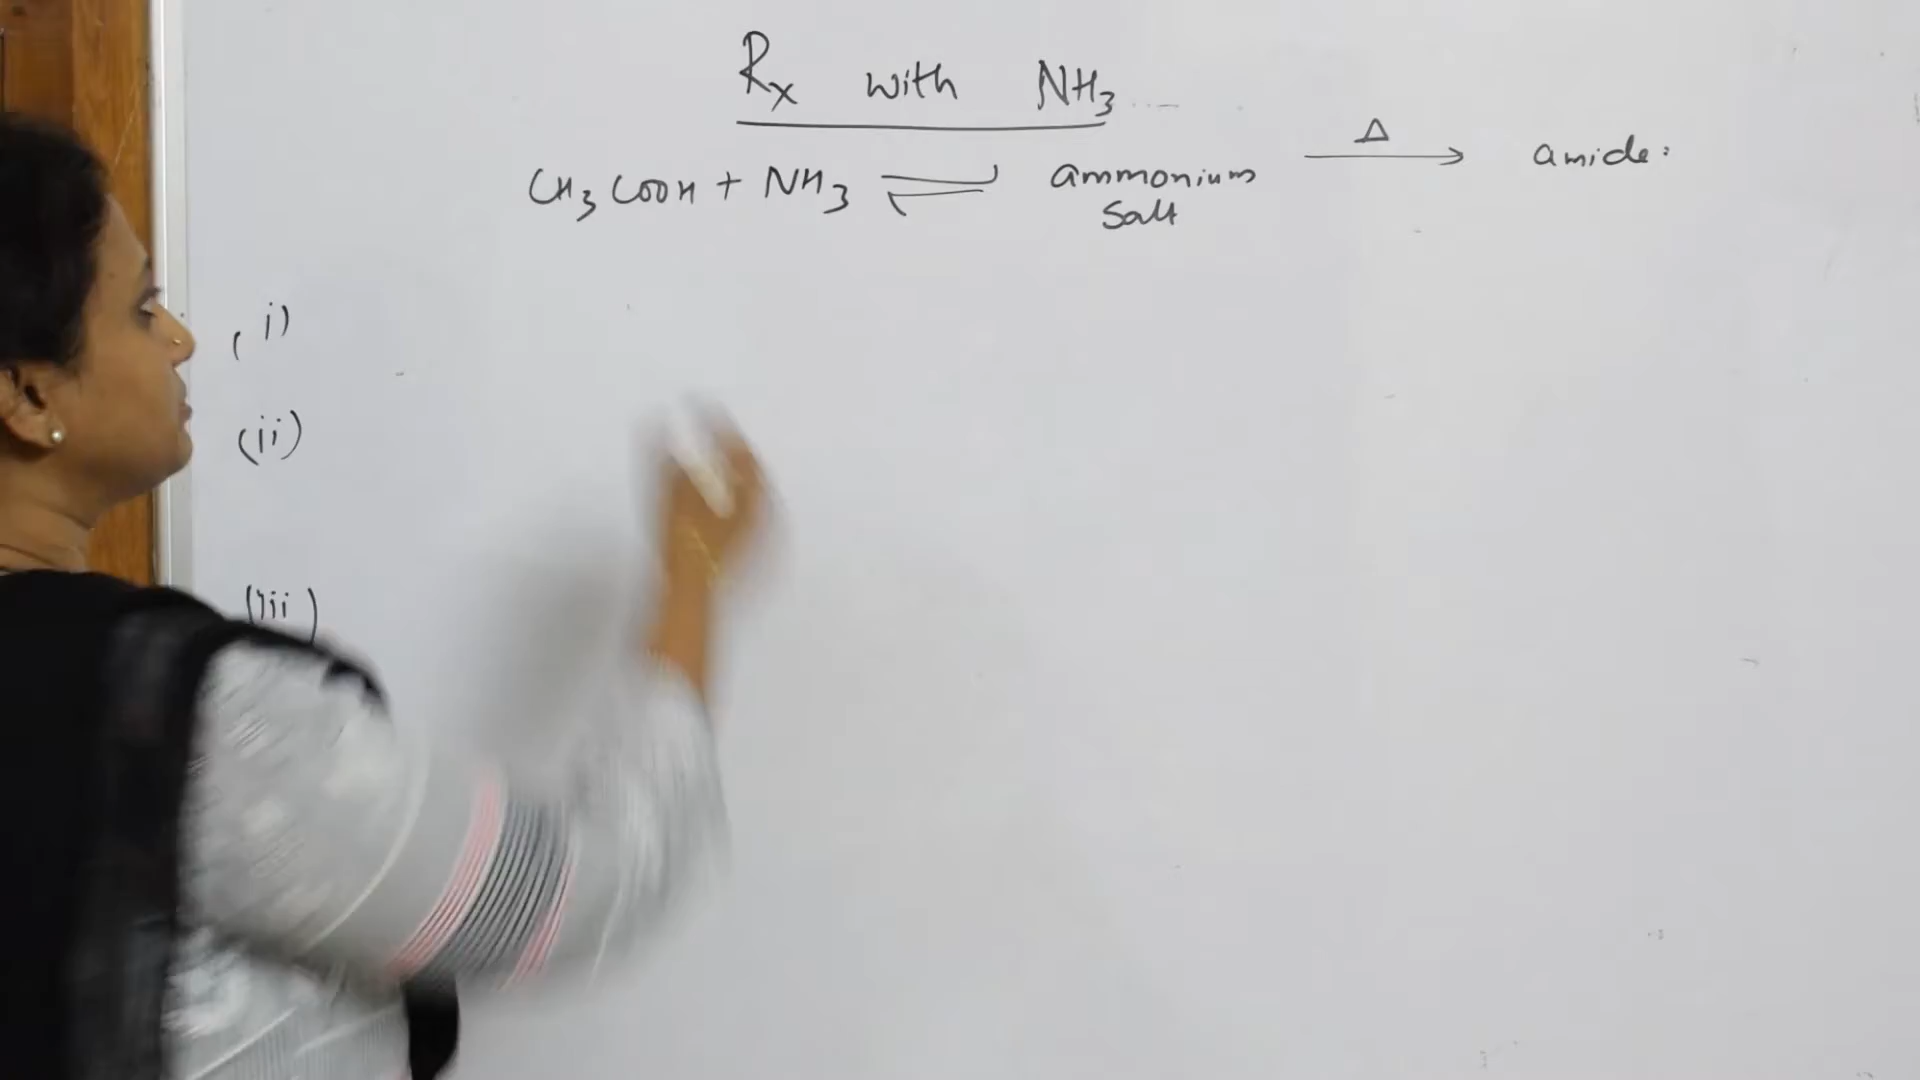 Rx with NH3
CH3COOH + NH3 ⇌ ammonium salt —Δ→ amide:
(i)
(ii)
(iii)